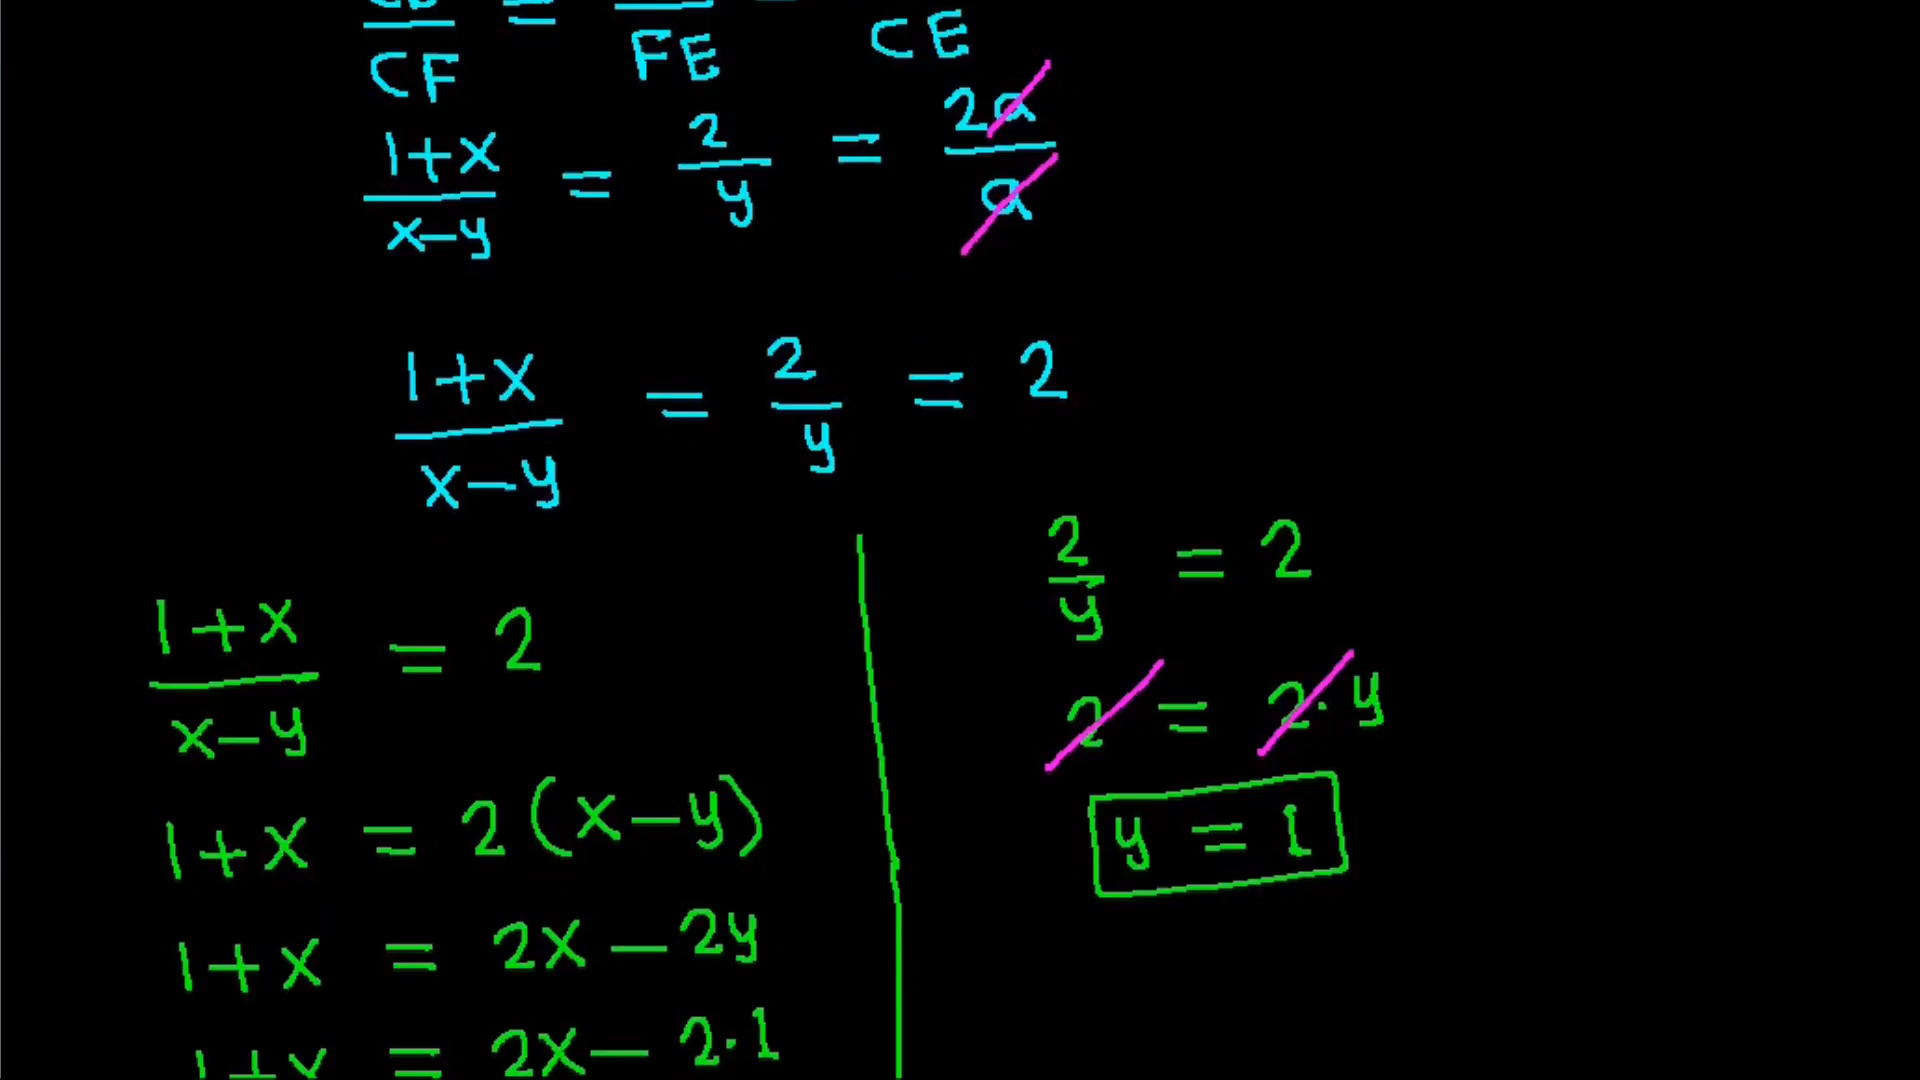 CF = FE CE
1+x/x-y = 2/y = 2a/a
1+x/x-y = 2/y = 2
1+x/x-y = 2
1+x = 2(x-y)
1+x = 2x-2y
1+x = 2x-2.1
2/y = 2
2 = 2.y
y = 1